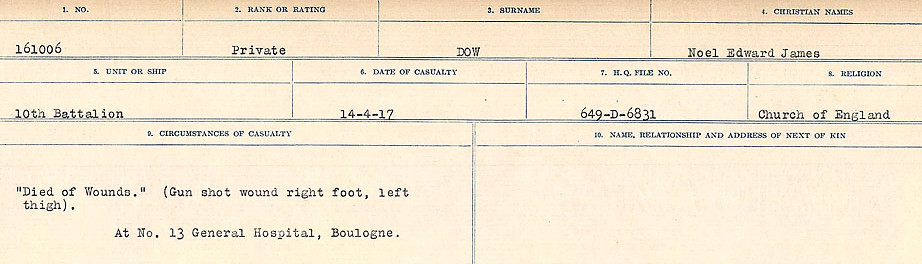 1. NO. 2. RANK OR RATING 3. SURNAME 4. CHRISTIAN NAMES
161006 Private DOW Noel Edward James
5. UNIT OR SHIP 6. DATE OF CASUALTY 7. H.Q. FILE NO. 8. RELIGION
10th Battalion 14-4-17 649-D-6831 Church of England
9. CIRCUMSTANCES OF CASUALTY 10. NAME, RELATIONSHIP AND ADDRESS OF NEXT OF KIN
"Died of Wounds." (Gun shot wound right foot, left
thigh).
At No. 13 General Hospital, Boulogne.